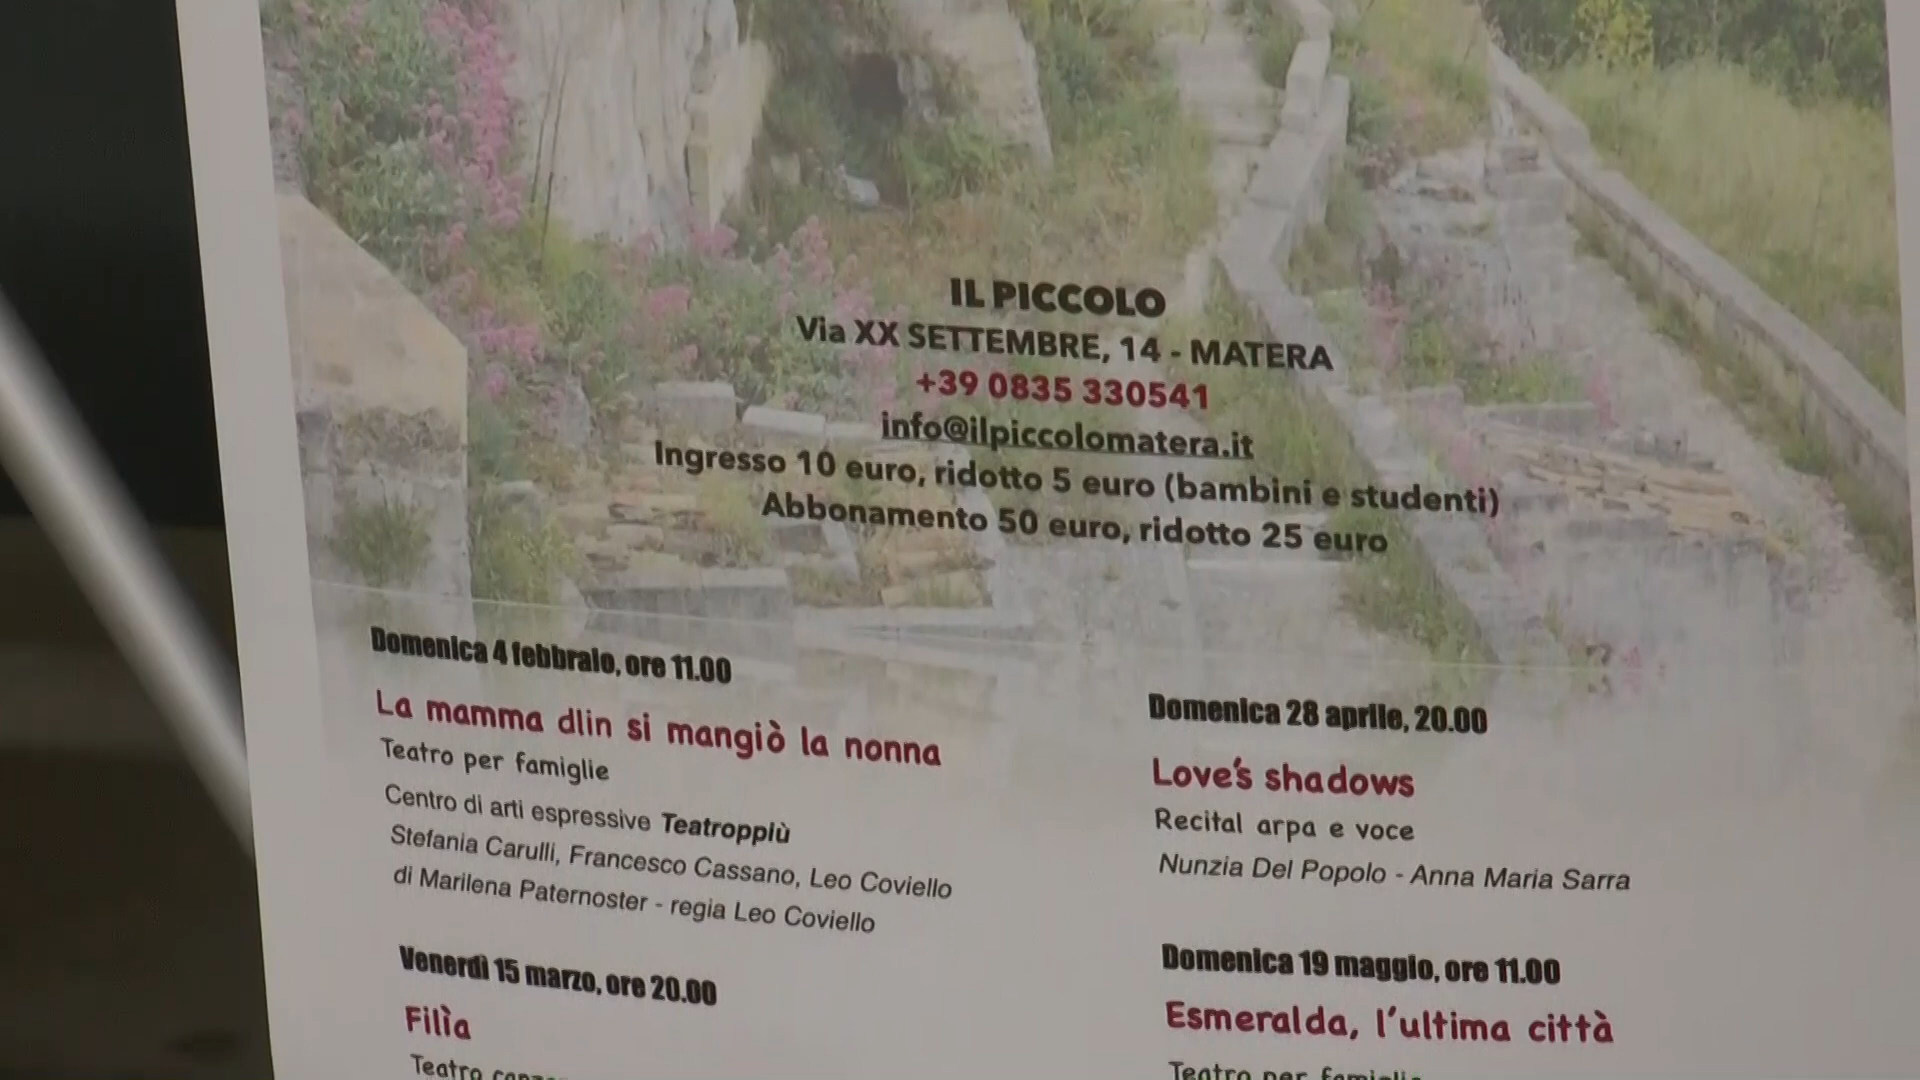 IL PICCOLO
Via XX SETTEMBRE, 14 - MATERA
+39 0835 330541
info@ilpiccolomatera.it
Ingresso 10 euro, ridotto 5 euro (bambini e studenti)
Abbonamento 50 euro, ridotto 25 euro
Domenica 4 febbraio, ore 11.00
La mamma dlin si mangiò la nonna
Teatro per famiglie
Centro di arti espressive Teatroppiù
Stefania Carulli, Francesco Cassano, Leo Coviello
di Marilena Paternoster - regia Leo Coviello
Venerdì 15 marzo, ore 20.00
Filìa
Teatro
Domenica 28 aprile, 20.00
Love's shadows
Recital arpa e voce
Nunzia Del Popolo - Anna Maria Sarra
Domenica 19 maggio, ore 11.00
Esmeralda, l'ultima città
Teatro per famiglie